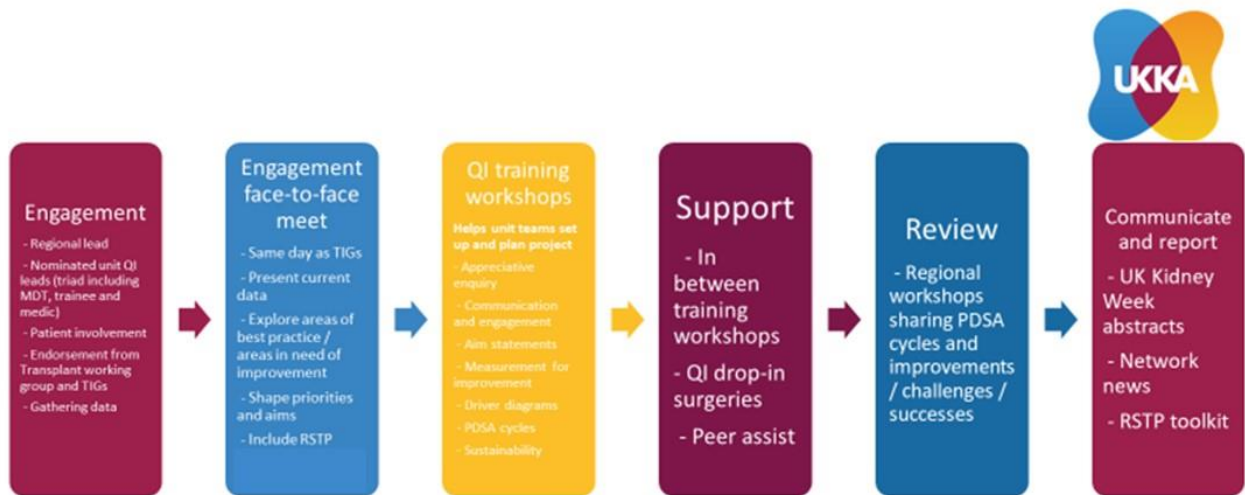 UKKA
Engagement
- Regional lead
- Nominated unit QI
leads (triad including
MDT, trainee and
medic)
- Patient involvement
- Endorsement from
Transplant working
group and TIGs
- Gathering data
Engagement
face-to-face
meet
- Same day as TIGs
- Present current
data
- Explore areas of
best practice /
areas in need of
improvement
- Shape priorities
and aims
- Include RSTP
QI training
workshops
Helps unit teams set
up and plan project
- Appreciative
enquiry
- Communication
and engagement
- Aim statements
- Measurement for
improvement
- Driver diagrams
- PDSA cycles
- Sustainability
Support
- In
between
training
workshops
- QI drop-in
surgeries
- Peer assist
Review
- Regional
workshops
sharing PDSA
cycles and
improvements
/ challenges /
successes
Communicate
and report
- UK Kidney
Week
abstracts
- Network
news
- RSTP toolkit